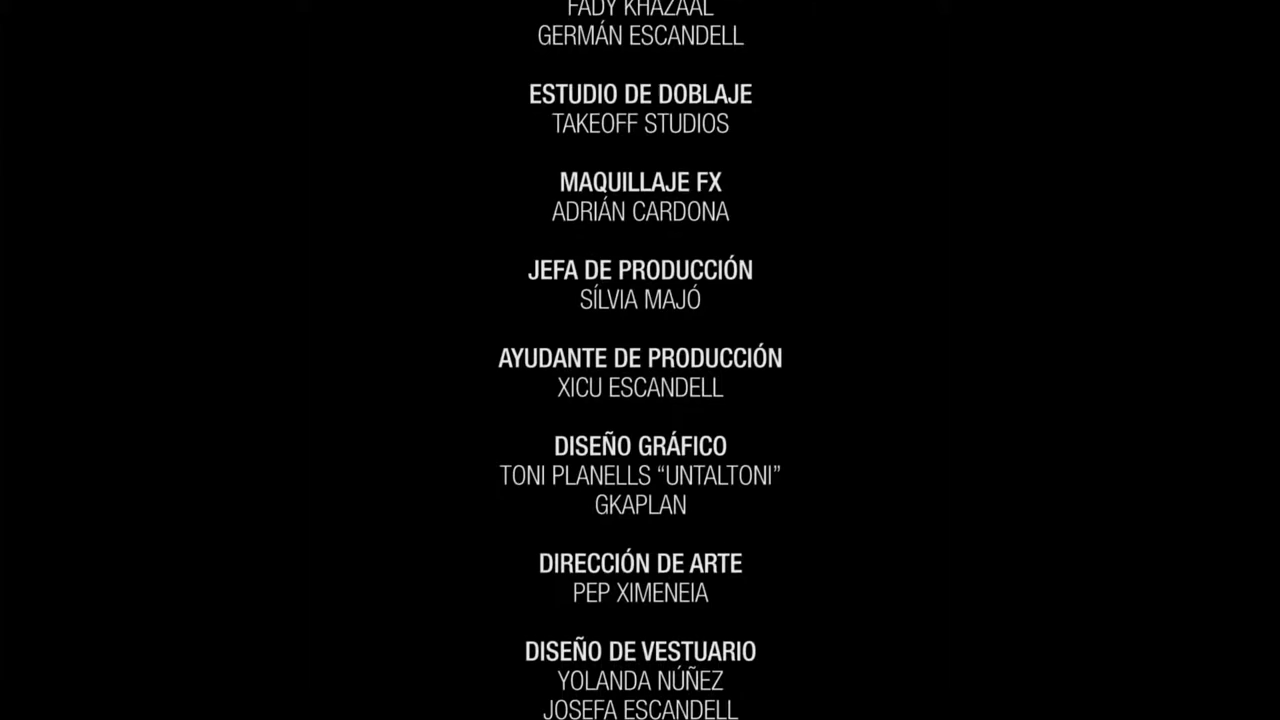 FADY KHAZAAL
GERMÁN ESCANDELL
ESTUDIO DE DOBLAJE
TAKEOFF STUDIOS
MAQUILLAJE FX
ADRIÁN CARDONA
JEFA DE PRODUCCIÓN
SÍLVIA MAJÓ
AYUDANTE DE PRODUCCIÓN
XICU ESCANDELL
DISEÑO GRÁFICO
TONI PLANELLS “UNTALTONI”
GKAPLAN
DIRECCIÓN DE ARTE
PEP XIMENEIA
DISEÑO DE VESTUARIO
YOLANDA NÚÑEZ
JOSEFA ESCANDELL